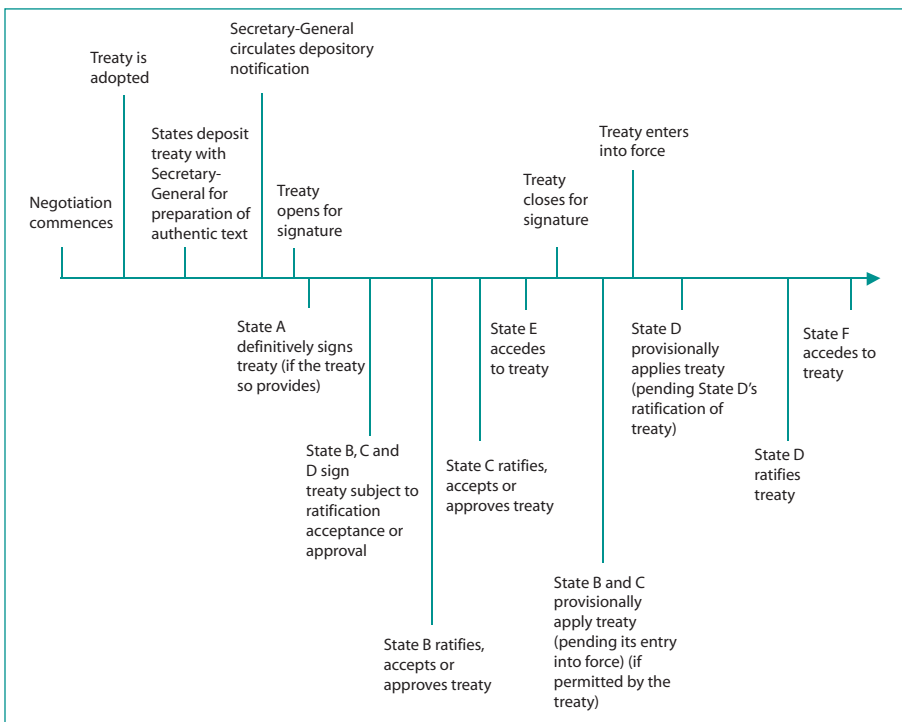 Negotiation
commences
Treaty is
adopted
States deposit
treaty with
Secretary-
General for
preparation of
authentic text
Secretary-General
circulates depository
notification
Treaty
opens for
signature
Treaty
closes for
signature
Treaty enters
into force
State A
definitively signs
treaty (if the treaty
so provides)
State B, C and
D sign
treaty subject to
ratification
acceptance or
approval
State B ratifies,
accepts or
approves treaty
State C ratifies,
accepts or
approves treaty
State E
accedes
to treaty
State B and C
provisionally
apply treaty
(pending its entry
into force) (if
permitted by the
treaty)
State D
provisionally
applies treaty
(pending State D’s
ratification of
treaty)
State D
ratifies
treaty
State F
accedes to
treaty